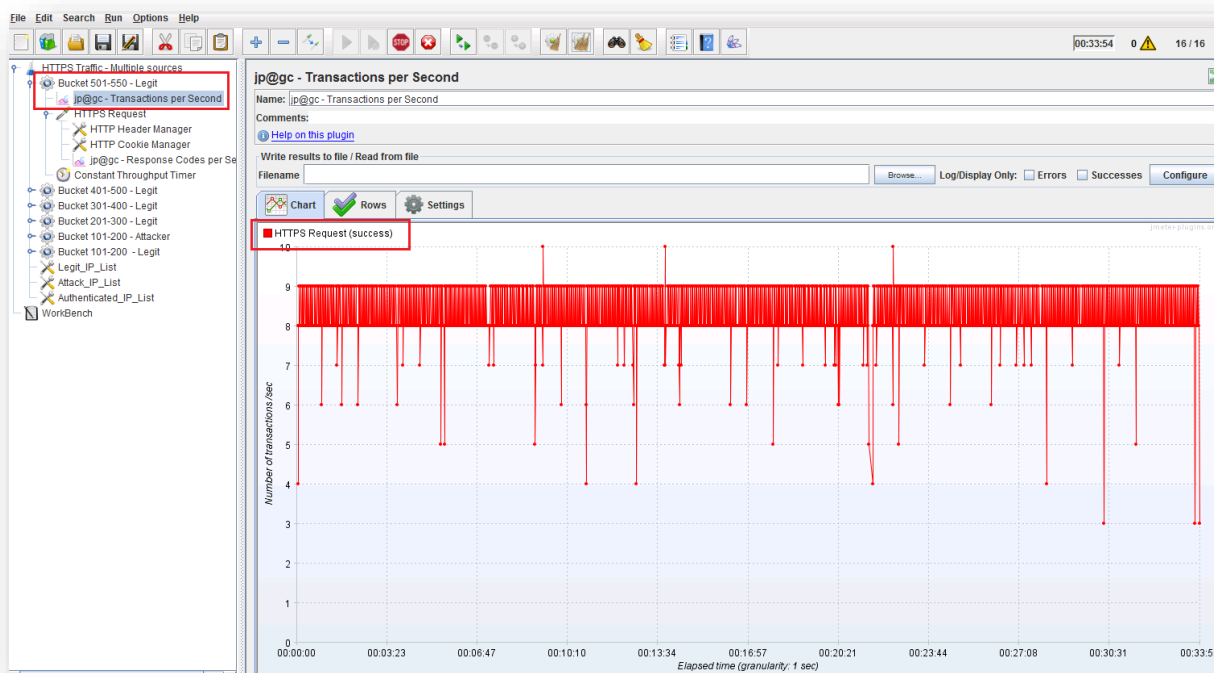 File Edit Search Run Options Help
STOP
00:33:54 0 16 / 16
HTTPS Traffic - Multiple sources
Bucket 501-550 - Legit
jp@gc - Transactions per Second
HTTPS Request
HTTP Header Manager
HTTP Cookie Manager
jp@gc - Response Codes per Se
Constant Throughput Timer
Bucket 401-500 - Legit
Bucket 301-400 - Legit
Bucket 201-300 - Legit
Bucket 101-200 - Attacker
Bucket 101-200 - Legit
Legit_IP_List
Attack_IP_List
Authenticated_IP_List
WorkBench
jp@gc - Transactions per Second
Name: jp@gc - Transactions per Second
Comments:
Help on this plugin
Write results to file / Read from file
Filename Browse... Log/Display Only: Errors Successes Configure
Chart Rows Settings
HTTPS Request (success)
jmeter-plugins.or
10
9
8
7
6
5
4
3
2
1
0
Number of transactions /sec
00:00:00 00:03:23 00:06:47 00:10:10 00:13:34 00:16:57 00:20:21 00:23:44 00:27:08 00:30:31 00:33:5
Elapsed time (granularity: 1 sec)